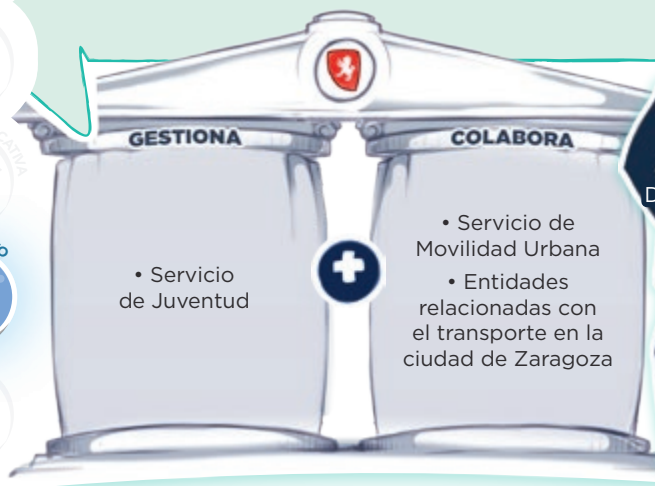 GESTIONA
• Servicio
de Juventud
COLABORA
• Servicio de
Movilidad Urbana
• Entidades
relacionadas con
el transporte en la
ciudad de Zaragoza